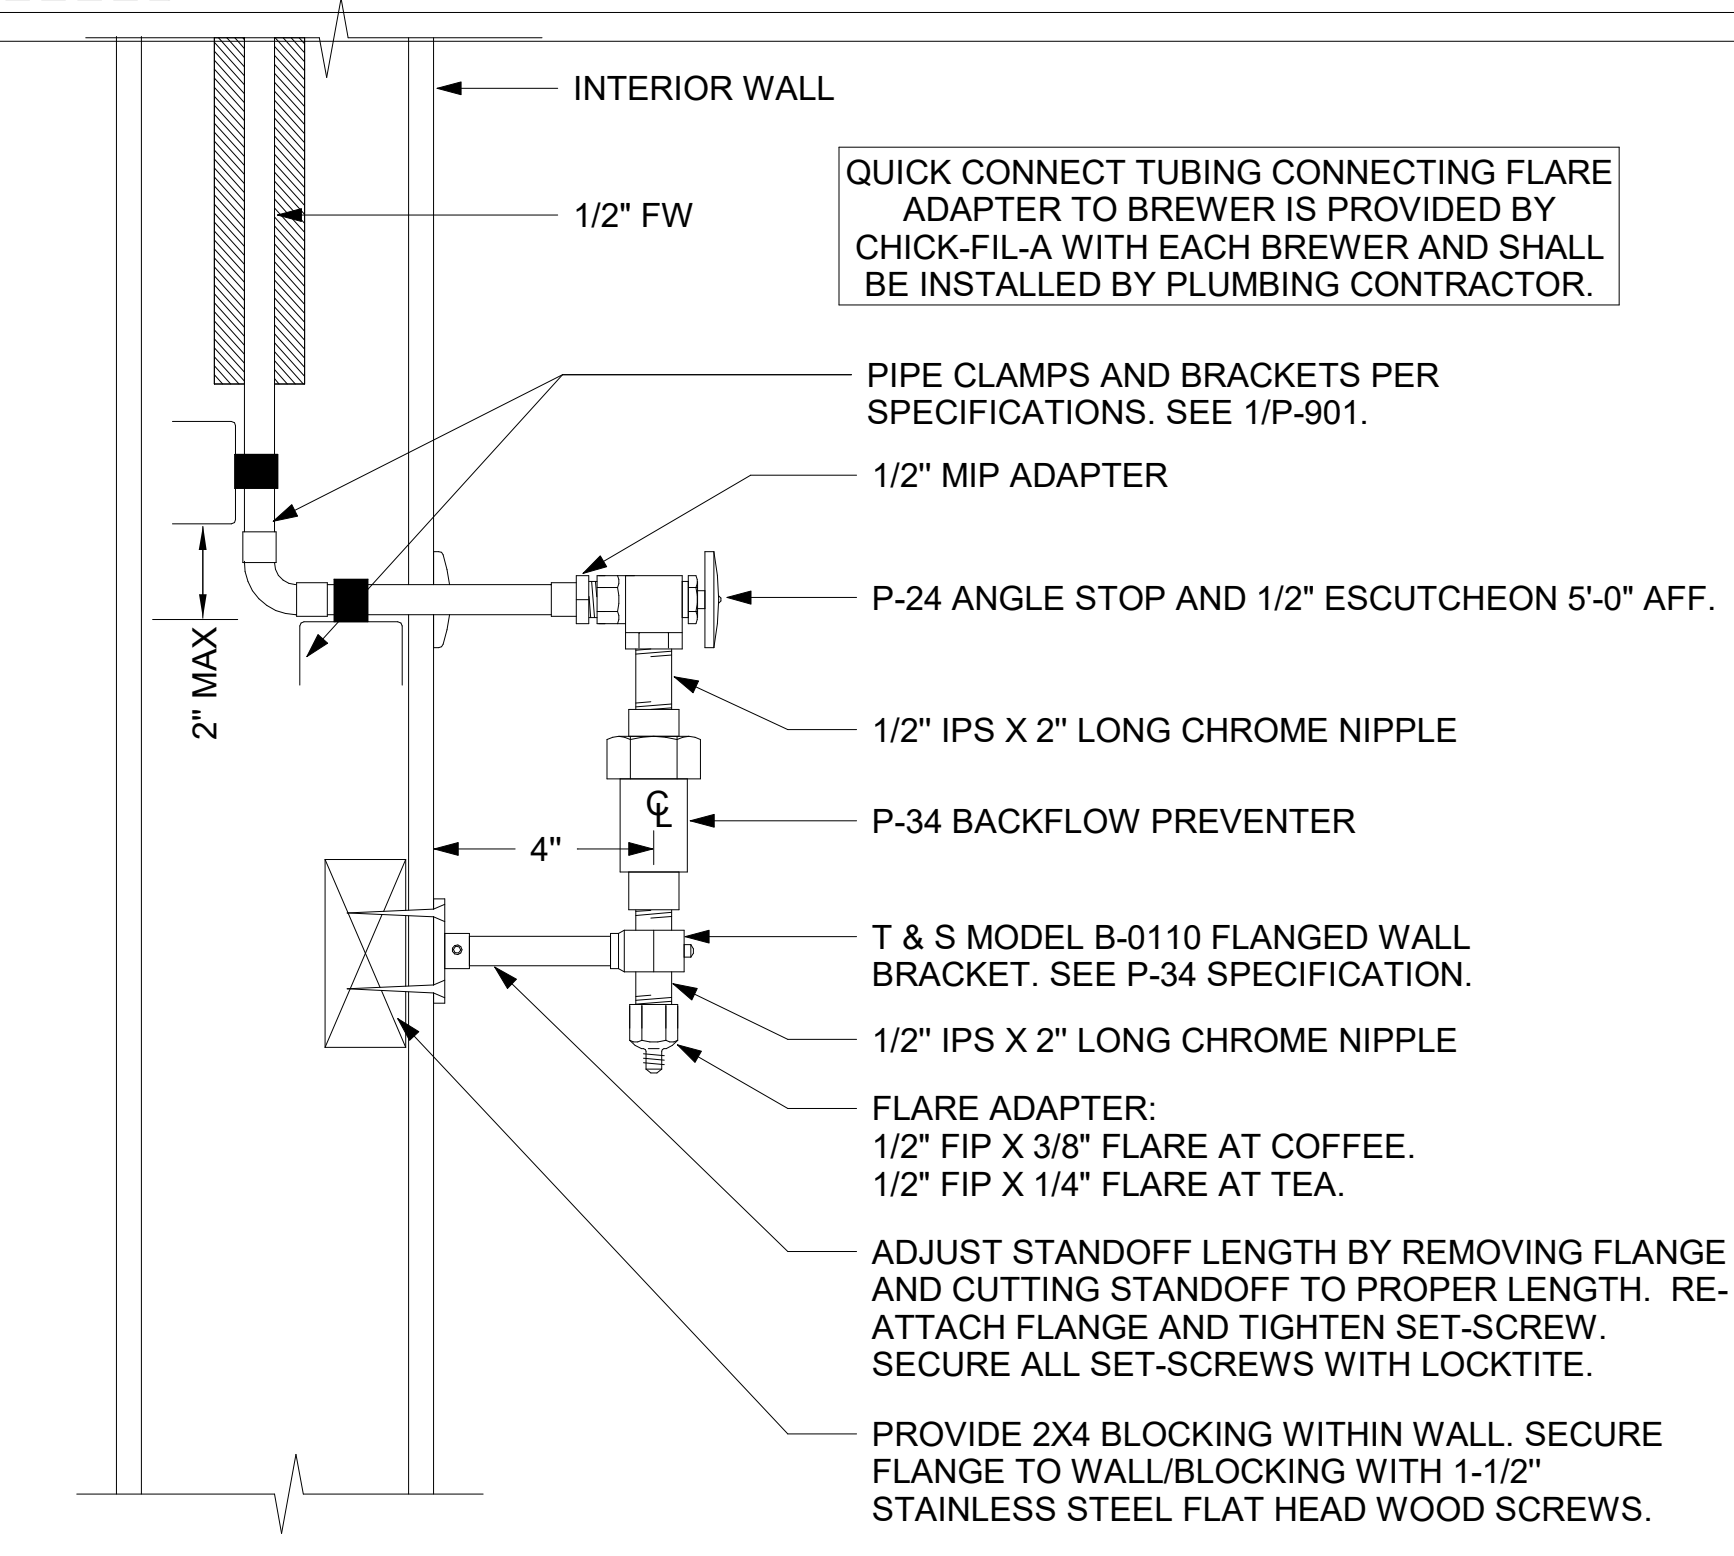 INTERIOR WALL
QUICK CONNECT TUBING CONNECTING FLARE
ADAPTER TO BREWER IS PROVIDED BY
CHICK-FIL-A WITH EACH BREWER AND SHALL
BE INSTALLED BY PLUMBING CONTRACTOR.
1/2" FW
PIPE CLAMPS AND BRACKETS PER
SPECIFICATIONS. SEE 1/P-901.
1/2" MIP ADAPTER
P-24 ANGLE STOP AND 1/2" ESCUTCHEON 5'-0" AFF.
2" MAX
1/2" IPS X 2" LONG CHROME NIPPLE
℄
P-34 BACKFLOW PREVENTER
4"
T & S MODEL B-0110 FLANGED WALL
BRACKET. SEE P-34 SPECIFICATION.
1/2" IPS X 2" LONG CHROME NIPPLE
FLARE ADAPTER:
1/2" FIP X 3/8" FLARE AT COFFEE.
1/2" FIP X 1/4" FLARE AT TEA.
ADJUST STANDOFF LENGTH BY REMOVING FLANGE
AND CUTTING STANDOFF TO PROPER LENGTH.  RE-
ATTACH FLANGE AND TIGHTEN SET-SCREW.
SECURE ALL SET-SCREWS WITH LOCKTITE.
PROVIDE 2X4 BLOCKING WITHIN WALL. SECURE
FLANGE TO WALL/BLOCKING WITH 1-1/2"
STAINLESS STEEL FLAT HEAD WOOD SCREWS.